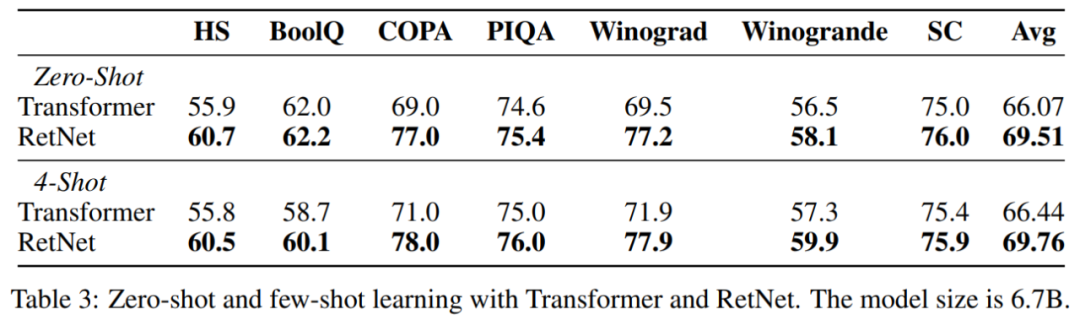 HS BoolQ COPA PIQA Winograd Winogrande SC Avg
Zero-Shot
Transformer 55.9 62.0 69.0 74.6 69.5 56.5 75.0 66.07
RetNet 60.7 62.2 77.0 75.4 77.2 58.1 76.0 69.51
4-Shot
Transformer 55.8 58.7 71.0 75.0 71.9 57.3 75.4 66.44
RetNet 60.5 60.1 78.0 76.0 77.9 59.9 75.9 69.76
Table 3: Zero-shot and few-shot learning with Transformer and RetNet. The model size is 6.7B.